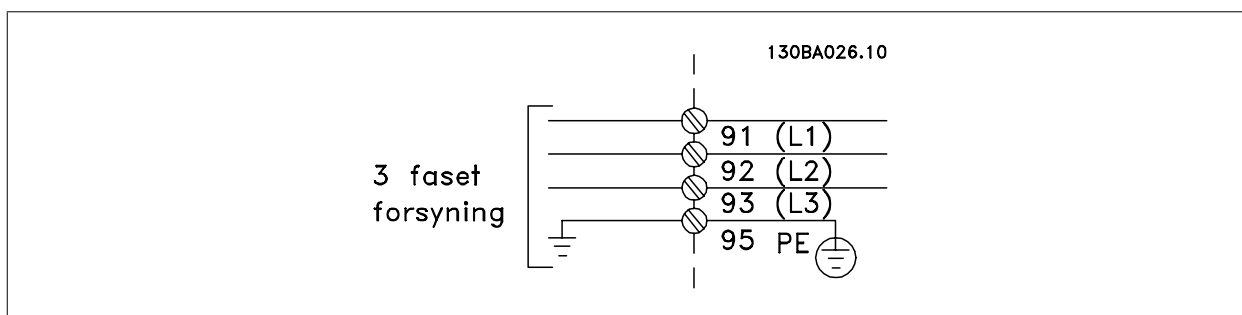 130BA026.10
91 (L1)
92 (L2)
3 faset
93 (L3)
forsyning
95 PE